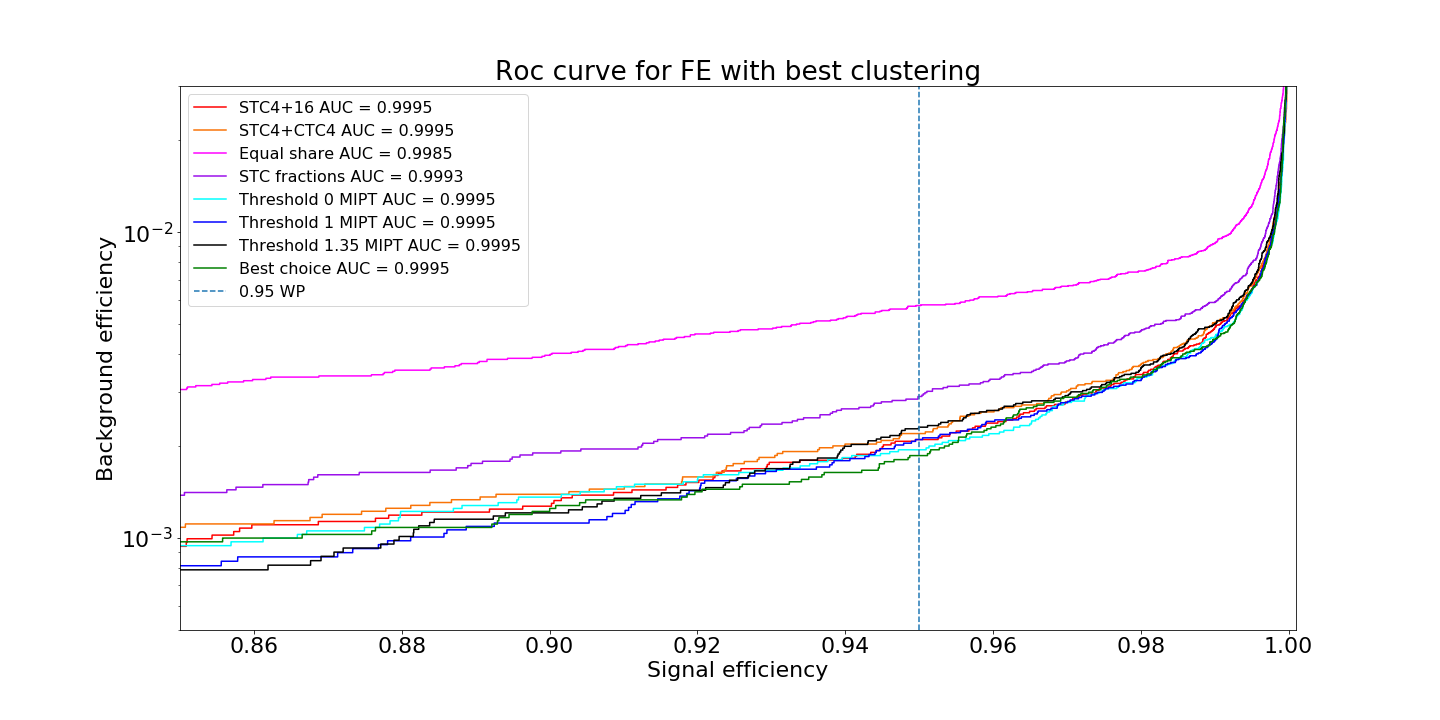 Roc curve for FE with best clustering
STC4+16 AUC = 0.9995
STC4+CTC4 AUC = 0.9995
Equal share AUC = 0.9985
STC fractions AUC = 0.9993
Threshold 0 MIPT AUC = 0.9995
Threshold 1 MIPT AUC = 0.9995
Threshold 1.35 MIPT AUC = 0.9995
Best choice AUC = 0.9995
0.95 WP
Background efficiency
10⁻²
10⁻³
0.86 0.88 0.90 0.92 0.94 0.96 0.98 1.00
Signal efficiency